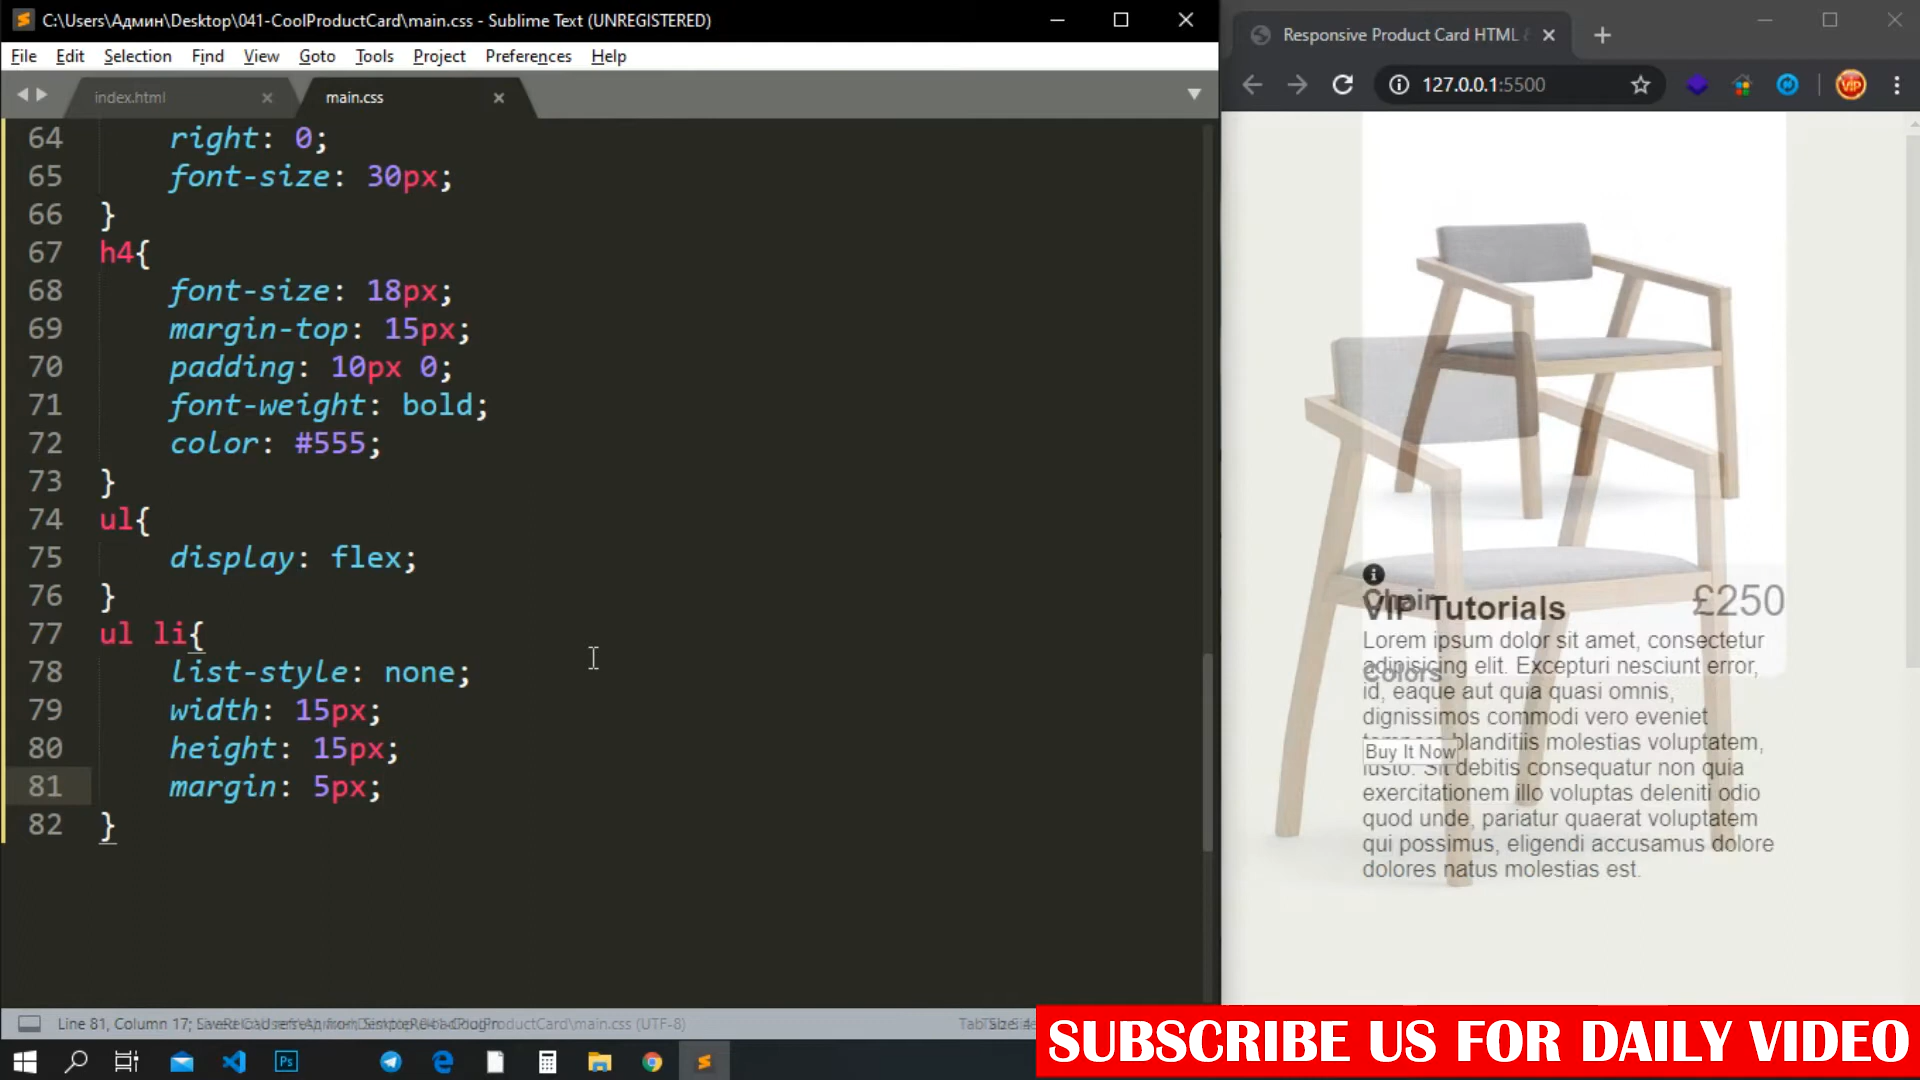 C:\Users\Админ\Desktop\041-CoolProductCard\main.css - Sublime Text (UNREGISTERED)
File Edit Selection Find View Goto Tools Project Preferences Help
index.html
main.css
64 right: 0;
65 font-size: 30px;
66 }
67 h4{
68 font-size: 18px;
69 margin-top: 15px;
70 padding: 10px 0;
71 font-weight: bold;
72 color: #555;
73 }
74 ul{
75 display: flex;
76 }
77 ul li{
78 list-style: none;
79 width: 15px;
80 height: 15px;
81 margin: 5px;
82 }
Line 81, Column 17;
Responsive Product Card HTML
127.0.0.1:5500
VIP
Chair
£250
VIP Tutorials
Lorem ipsum dolor sit amet, consectetur
adipisicing elit. Excepturi nesciunt error,
Colors
id, eaque aut quia quasi omnis,
dignissimos commodi vero eveniet
blanditiis molestias voluptatem,
Buy It Now
iusto. Sit debitis consequatur non quia
exercitationem illo voluptas deleniti odio
quod unde, pariatur quaerat voluptatem
qui possimus, eligendi accusamus dolore
dolores natus molestias est.
Ps
SUBSCRIBE US FOR DAILY VIDEO